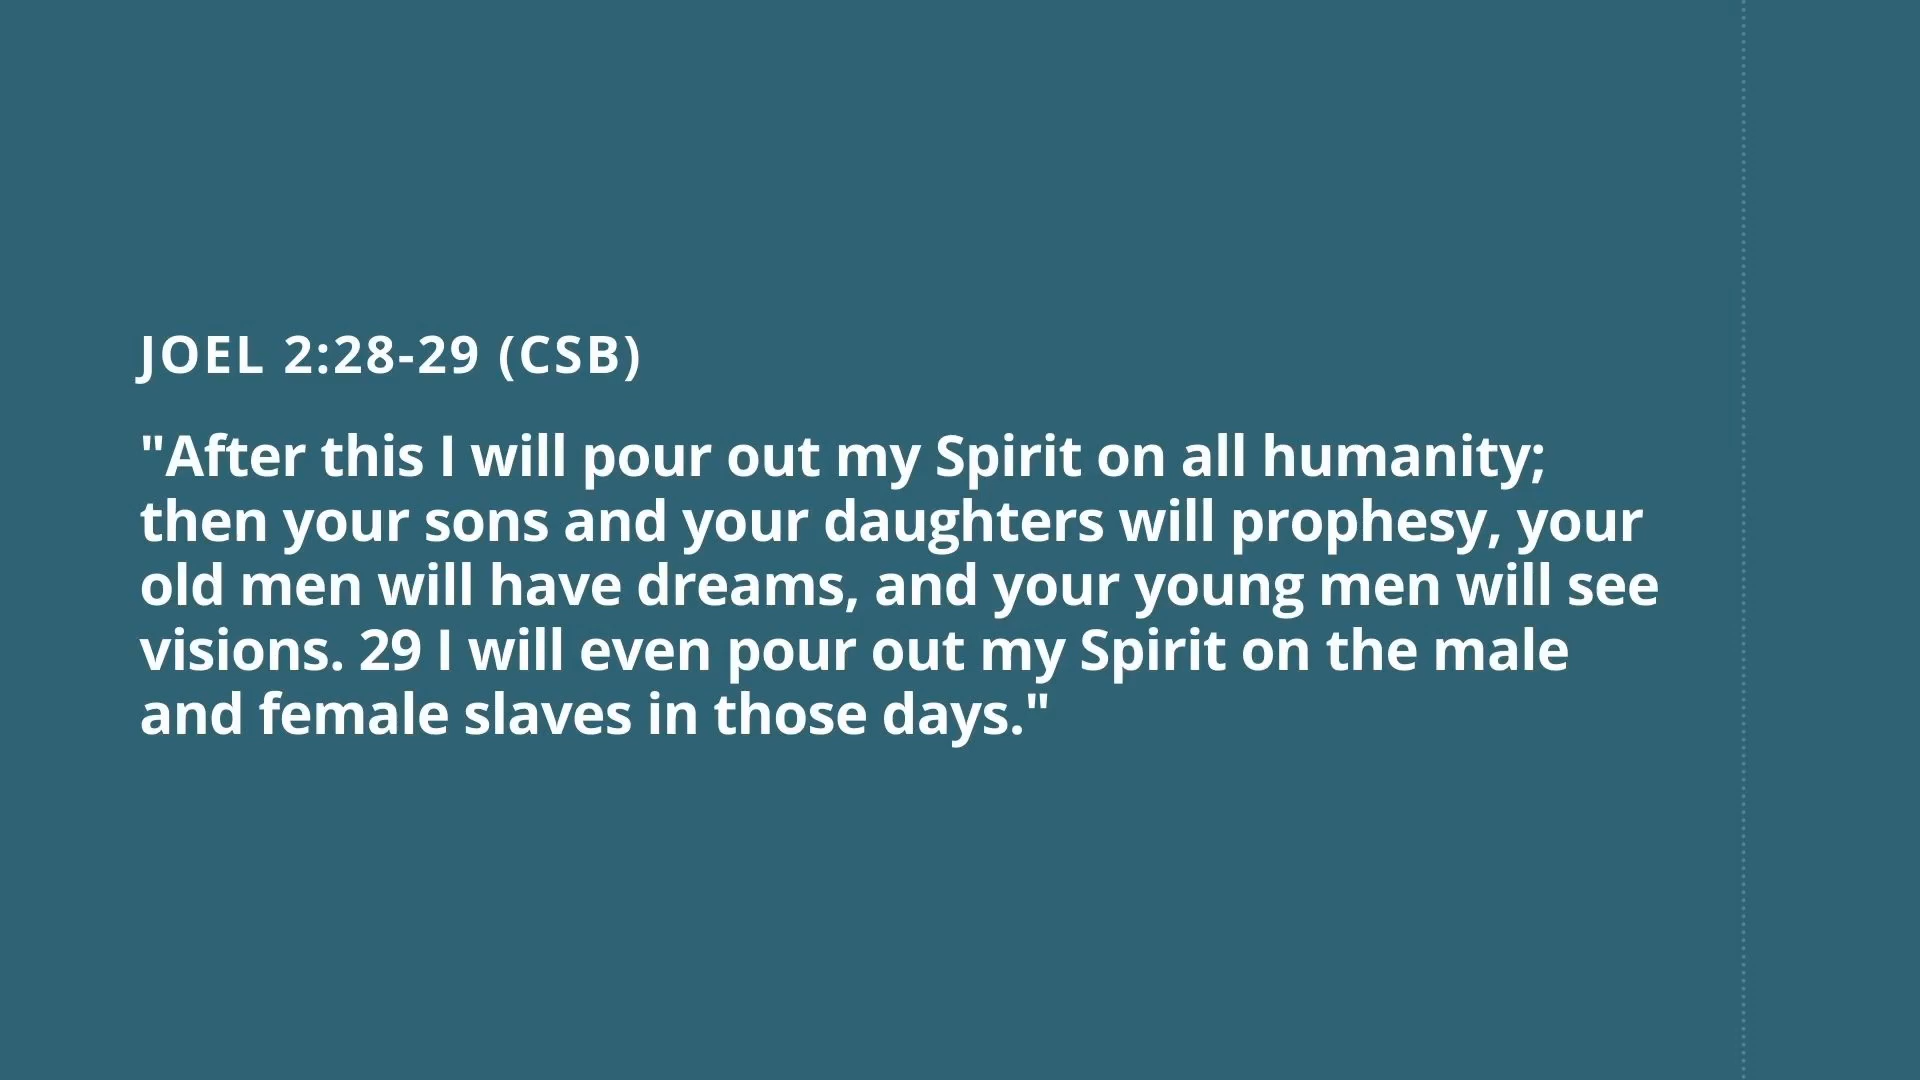 JOEL 2:28-29 (CSB)
"After this I will pour out my Spirit on all humanity;
then your sons and your daughters will prophesy, your
old men will have dreams, and your young men will see
visions. 29 I will even pour out my Spirit on the male
and female slaves in those days."